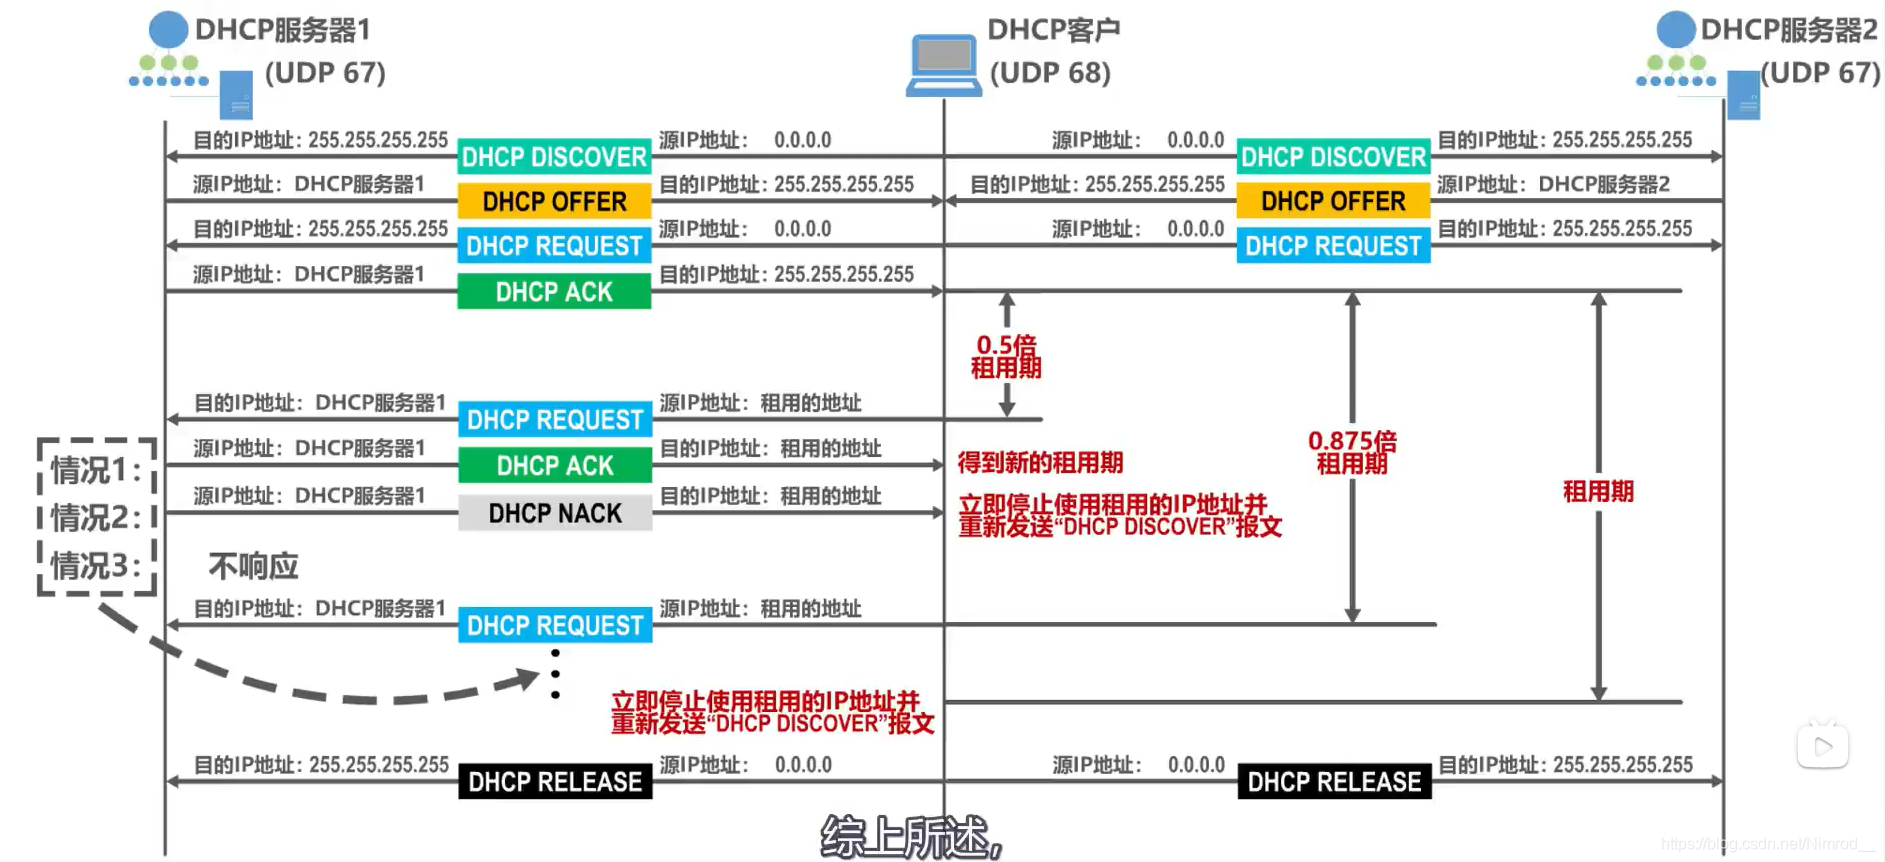 DHCP服务器1
(UDP 67)
DHCP客户
(UDP 68)
DHCP服务器2
(UDP 67)
目的IP地址: 255.255.255.255 DHCP DISCOVER 源IP地址: 0.0.0.0 源IP地址: 0.0.0.0 DHCP DISCOVER 目的IP地址: 255.255.255.255
源IP地址: DHCP服务器1 DHCP OFFER 目的IP地址: 255.255.255.255 目的IP地址: 255.255.255.255 DHCP OFFER 源IP地址: DHCP服务器2
目的IP地址: 255.255.255.255 DHCP REQUEST 源IP地址: 0.0.0.0 源IP地址: 0.0.0.0 DHCP REQUEST 目的IP地址: 255.255.255.255
源IP地址: DHCP服务器1 DHCP ACK 目的IP地址: 255.255.255.255
0.5倍
租用期
目的IP地址: DHCP服务器1 DHCP REQUEST 源IP地址: 租用的地址
0.875倍
租用期
租用期
情况1:
源IP地址: DHCP服务器1 DHCP ACK 目的IP地址: 租用的地址
得到新的租用期
情况2:
源IP地址: DHCP服务器1 DHCP NACK 目的IP地址: 租用的地址
立即停止使用租用的IP地址并
重新发送“DHCP DISCOVER”报文
情况3:
不响应
目的IP地址: DHCP服务器1 DHCP REQUEST 源IP地址: 租用的地址
立即停止使用租用的IP地址并
重新发送“DHCP DISCOVER”报文
目的IP地址: 255.255.255.255 DHCP RELEASE 源IP地址: 0.0.0.0 源IP地址: 0.0.0.0 DHCP RELEASE 目的IP地址: 255.255.255.255
综上所述,
https://blog.csdn.net/Nimrod__